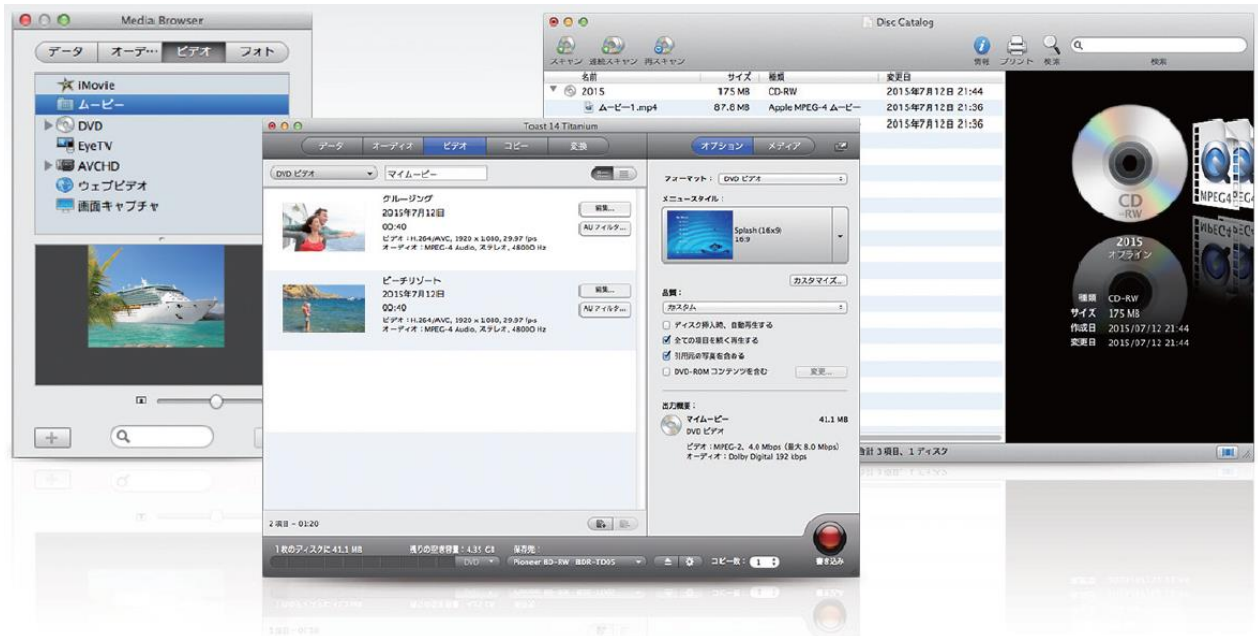 Media Browser
データ
オーデ…
ビデオ
フォト
iMovie
ムービー
DVD
EyeTV
AVCHD
ウェブビデオ
画面キャプチャ
Toast 14 Titanium
データ
オーディオ
ビデオ
コピー
変換
オプション
メディア
DVD ビデオ
マイムービー
クルージング
2015年7月12日
00:40
ビデオ：H.264/AVC, 1920 x 1080, 29.97 fps
オーディオ：MPEG-4 Audio, ステレオ, 48000 Hz
編集...
AU フィルタ...
ビーチリゾート
2015年7月12日
00:40
ビデオ：H.264/AVC, 1920 x 1080, 29.97 fps
オーディオ：MPEG-4 Audio, ステレオ, 48000 Hz
編集...
AU フィルタ...
2 項目 – 01:20
フォーマット： DVD ビデオ
メニュースタイル：
Splash (16x9)
16:9
カスタマイズ...
品質：
カスタム
ディスク挿入時、自動再生する
全ての項目を続く再生する
引用元の写真を含める
DVD-ROM コンテンツを含む
変更...
出力概要：
マイムービー 41.1 MB
DVD ビデオ
ビデオ：MPEG-2、4.0 Mbps（最大 8.0 Mbps）
オーディオ：Dolby Digital 192 kbps
1 枚のディスクに 41.1 MB
残りの空き容量：4.35 GB
保存先：
DVD
Pioneer BD-RW BDR-TD05
コピー数： 1
書き込み
Disc Catalog
スキャン
連続スキャン
再スキャン
情報
プリント
検索
検索
名前 サイズ 種類 変更日
2015 175 MB CD-RW 2015年7月12日 21:44
ムービー1.mp4 87.8 MB Apple MPEG-4 ムービー 2015年7月12日 21:36
2015年7月12日 21:36
CD
-RW
MPEG4
2015
オフライン
種類 CD-RW
サイズ 175 MB
作成日 2015/07/12 21:44
変更日 2015/07/12 21:44
合計 3 項目、1 ディスク